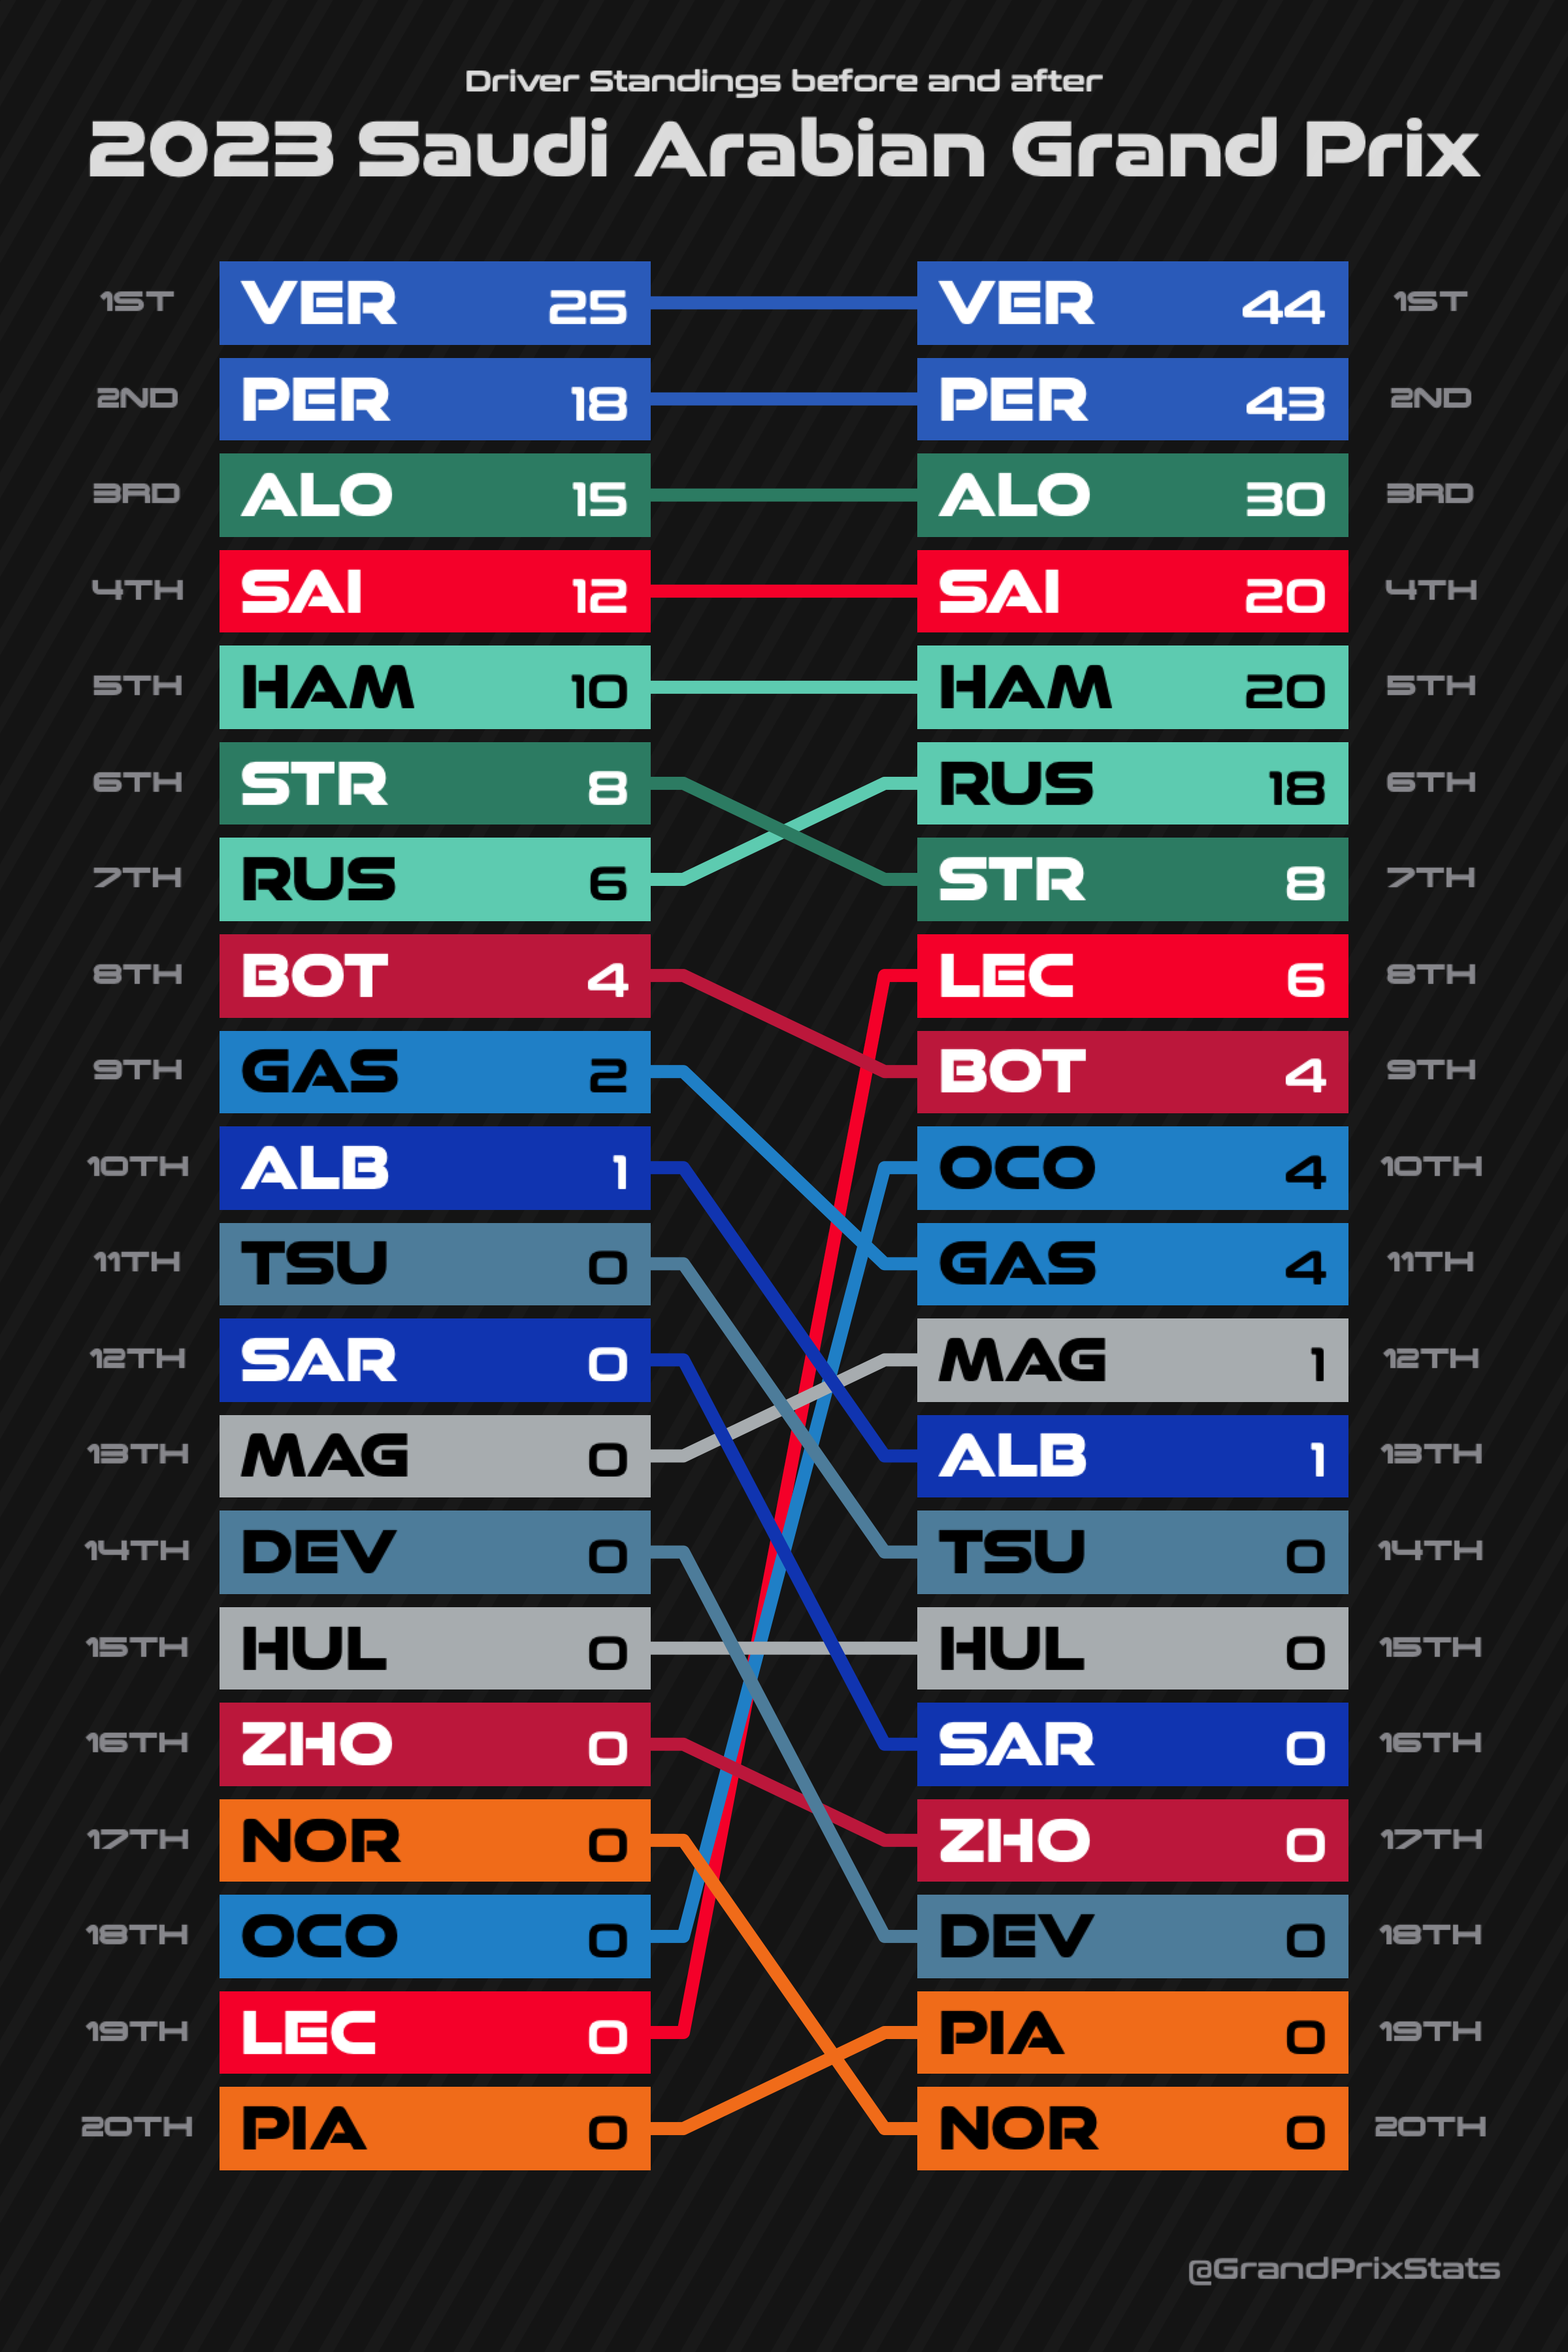 Driver Standings before and after
2023 Saudi Arabian Grand Prix
1ST VER 25 VER 44 1ST
2ND PER 18 PER 43 2ND
3RD ALO 15 ALO 30 3RD
4TH SAI 12 SAI 20 4TH
5TH HAM 10 HAM 20 5TH
6TH STR 8 RUS 18 6TH
7TH RUS 6 STR 8 7TH
8TH BOT 4 LEC 6 8TH
9TH GAS 2 BOT 4 9TH
10TH ALB 1 OCO 4 10TH
11TH TSU 0 GAS 4 11TH
12TH SAR 0 MAG 1 12TH
13TH MAG 0 ALB 1 13TH
14TH DEV 0 TSU 0 14TH
15TH HUL 0 HUL 0 15TH
16TH ZHO 0 SAR 0 16TH
17TH NOR 0 ZHO 0 17TH
18TH OCO 0 DEV 0 18TH
19TH LEC 0 PIA 0 19TH
20TH PIA 0 NOR 0 20TH
@GrandPrixStats